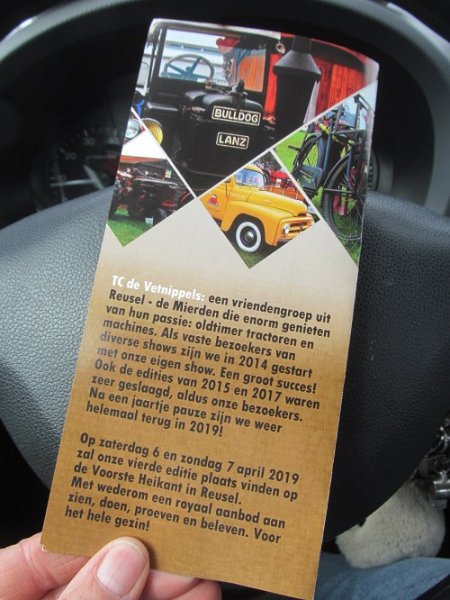 BULLDOG
LANZ
TC de Vetnippels: een vriendengroep uit
Reusel - de Mierden die enorm genieten
van hun passie: oldtimer tractoren en
machines. Als vaste bezoekers van
diverse shows zijn we in 2014 gestart
met onze eigen show. Een groot succes!
Ook de edities van 2015 en 2017 waren
zeer geslaagd, aldus onze bezoekers.
Na een jaartje pauze zijn we weer
helemaal terug in 2019!
Op zaterdag 6 en zondag 7 april 2019
zal onze vierde editie plaats vinden op
de Voorste Heikant in Reusel.
Met wederom een royaal aanbod aan
zien, doen, proeven en beleven. Voor
het hele gezin!